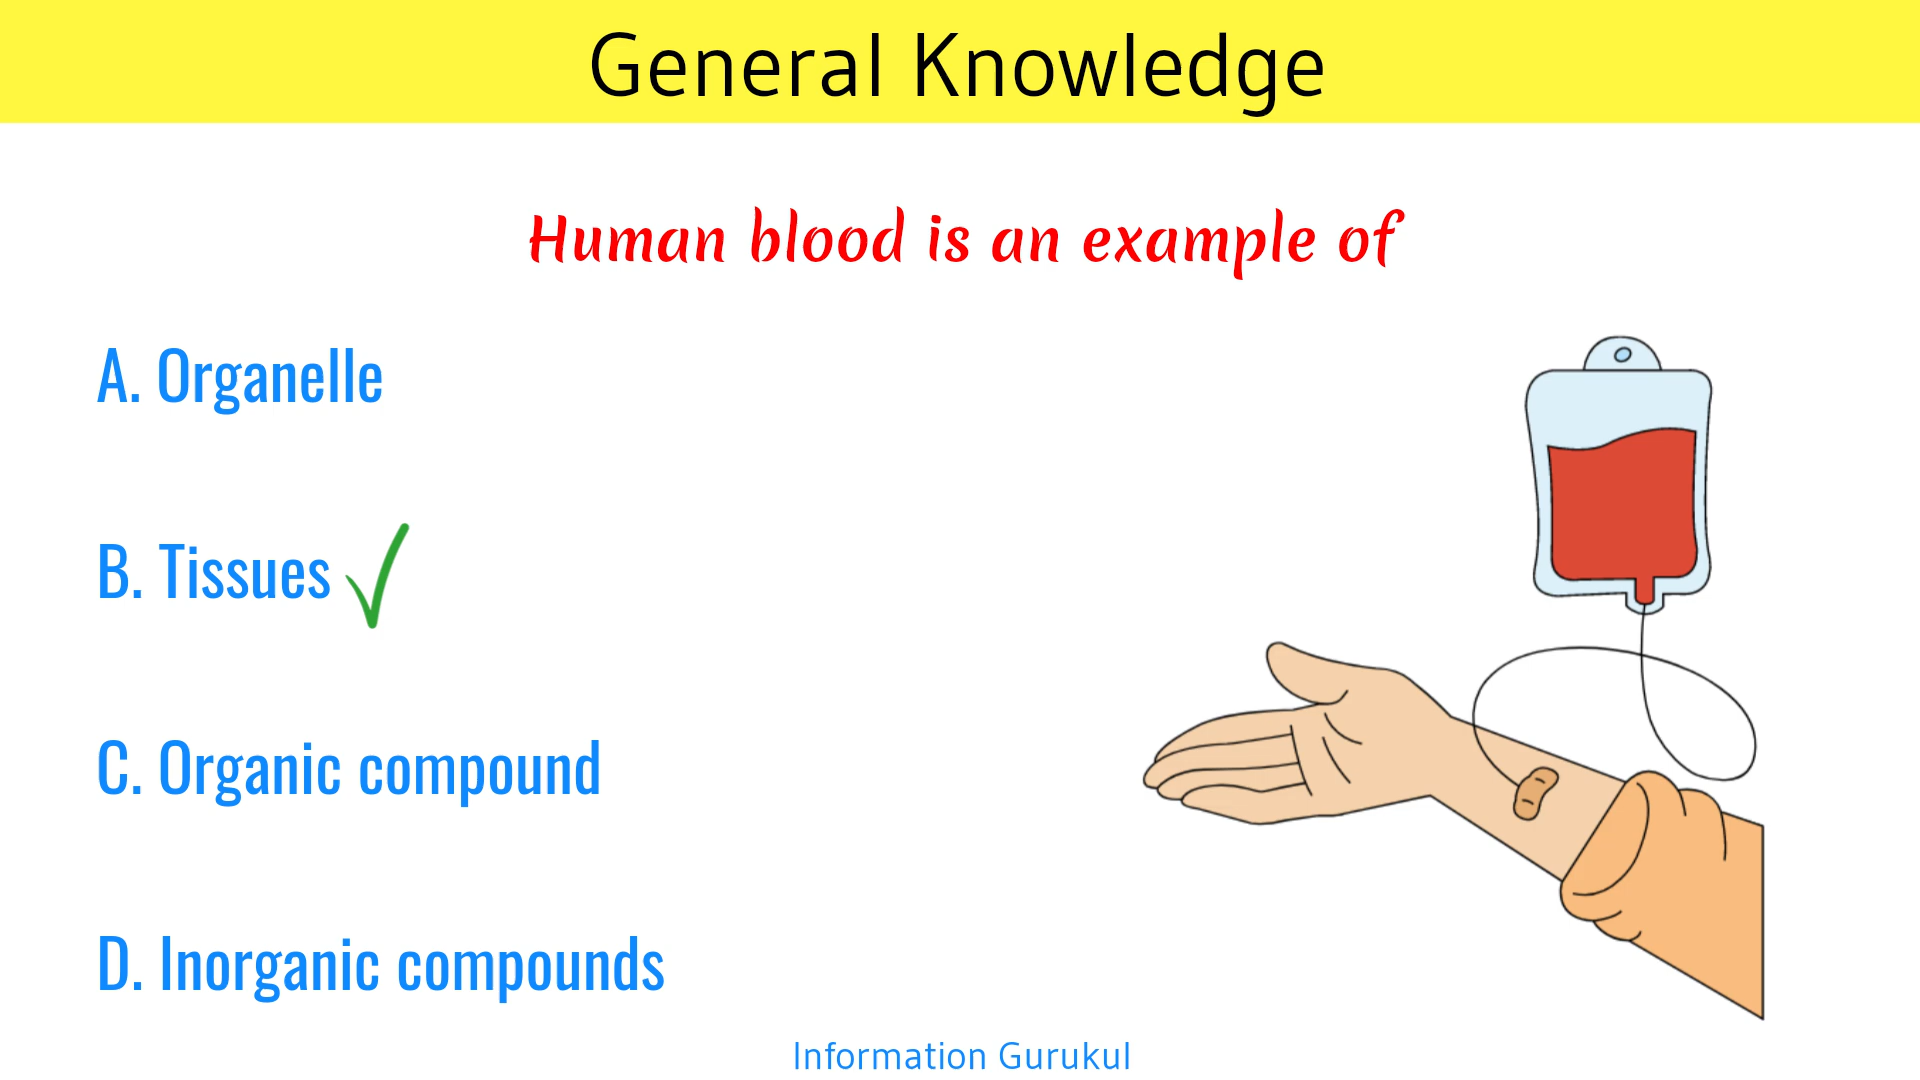 General Knowledge
Human blood is an example of
A. Organelle
B. Tissues
C. Organic compound
D. Inorganic compounds
Information Gurukul